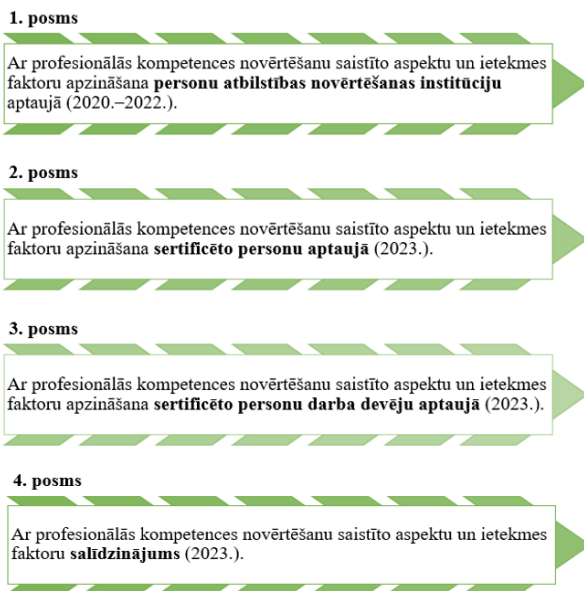 1. posms
Ar profesionālās kompetences novērtēšanu saistīto aspektu un ietekmes
faktoru apzināšana personu atbilstības novērtēšanas institūciju
aptaujā (2020.–2022.).
2. posms
Ar profesionālās kompetences novērtēšanu saistīto aspektu un ietekmes
faktoru apzināšana sertificēto personu aptaujā (2023.).
3. posms
Ar profesionālās kompetences novērtēšanu saistīto aspektu un ietekmes
faktoru apzināšana sertificēto personu darba devēju aptaujā (2023.).
4. posms
Ar profesionālās kompetences novērtēšanu saistīto aspektu un ietekmes
faktoru salīdzinājums (2023.).